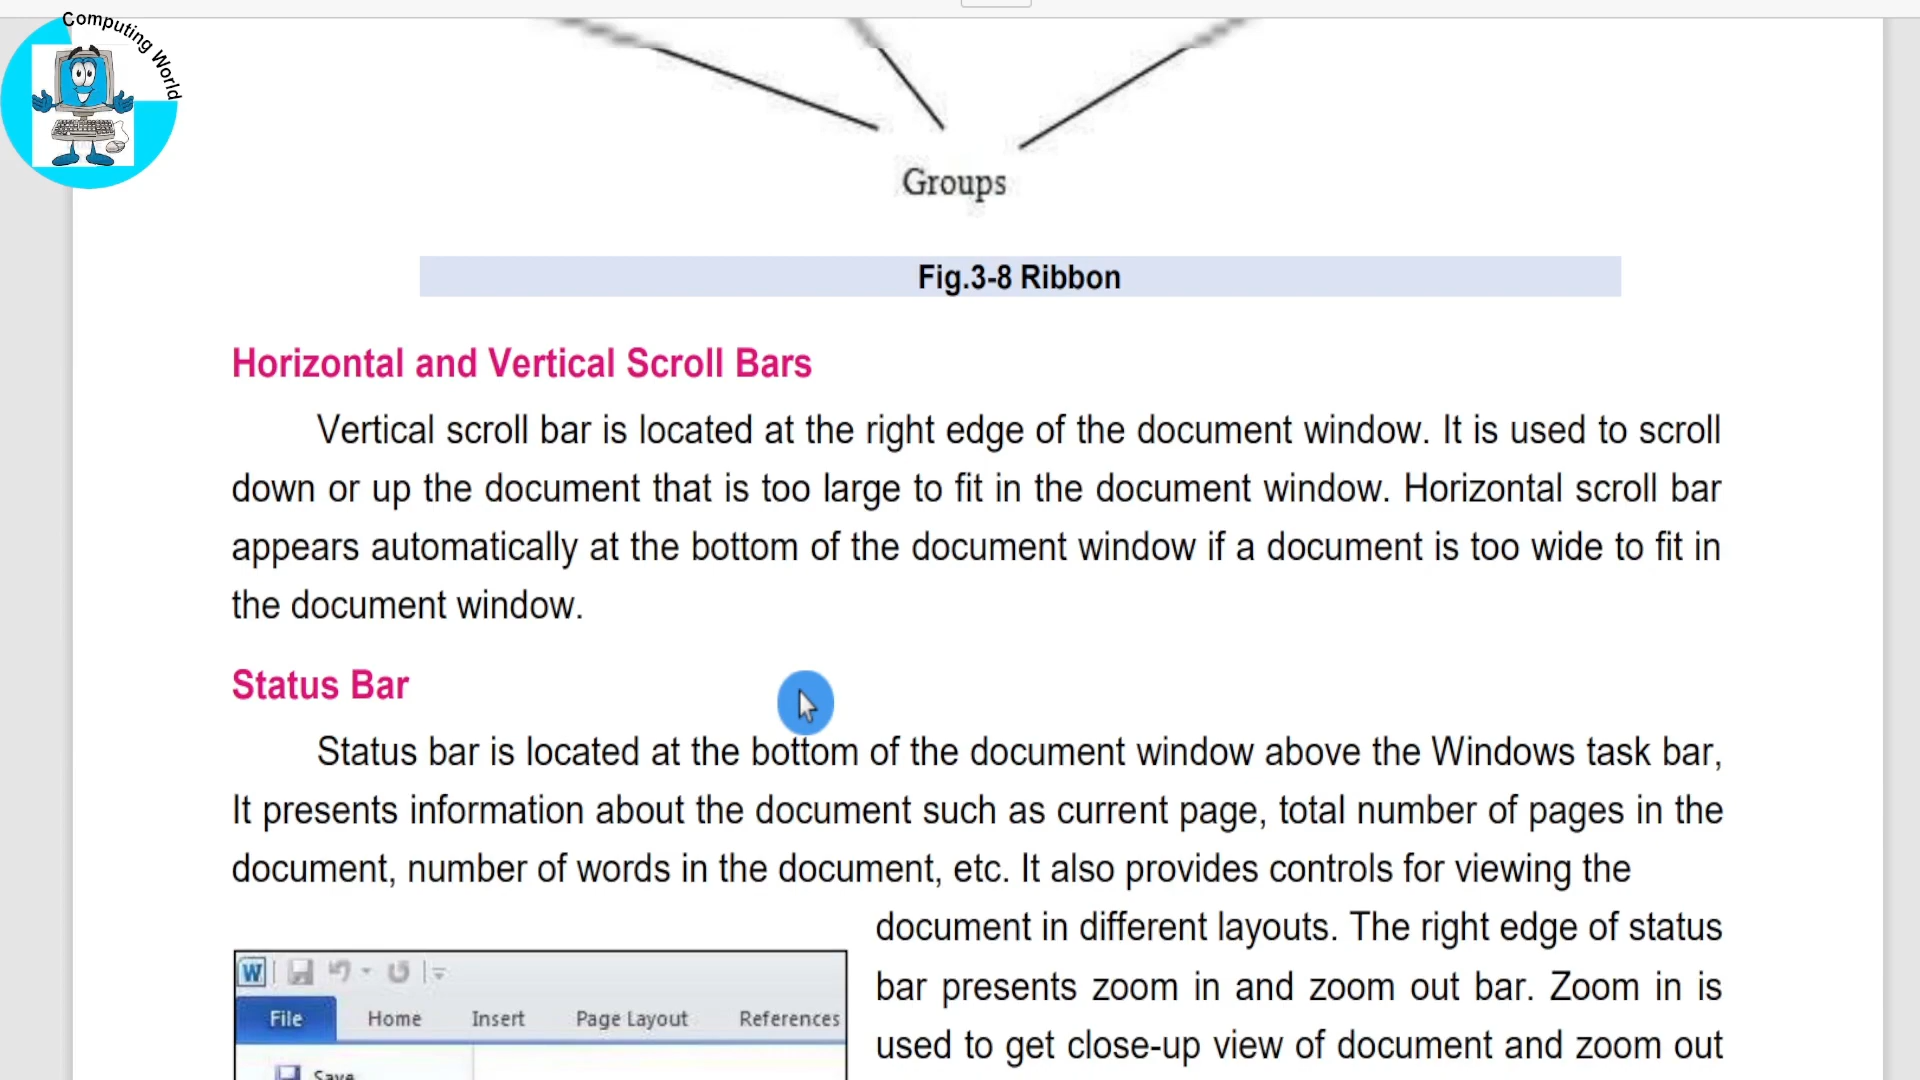 Computing World
Groups
Fig.3-8 Ribbon
Horizontal and Vertical Scroll Bars
Vertical scroll bar is located at the right edge of the document window. It is used to scroll
down or up the document that is too large to fit in the document window. Horizontal scroll bar
appears automatically at the bottom of the document window if a document is too wide to fit in
the document window.
Status Bar
Status bar is located at the bottom of the document window above the Windows task bar,
It presents information about the document such as current page, total number of pages in the
document, number of words in the document, etc. It also provides controls for viewing the
document in different layouts. The right edge of status
bar presents zoom in and zoom out bar. Zoom in is
used to get close-up view of document and zoom out
W
File Home Insert Page Layout References
Save